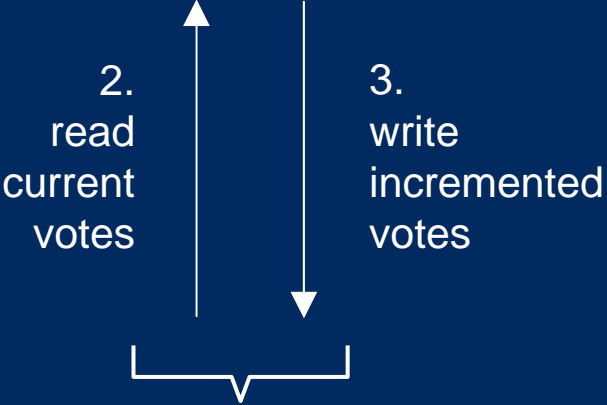 2.
read
current
votes
3.
write
incremented
votes